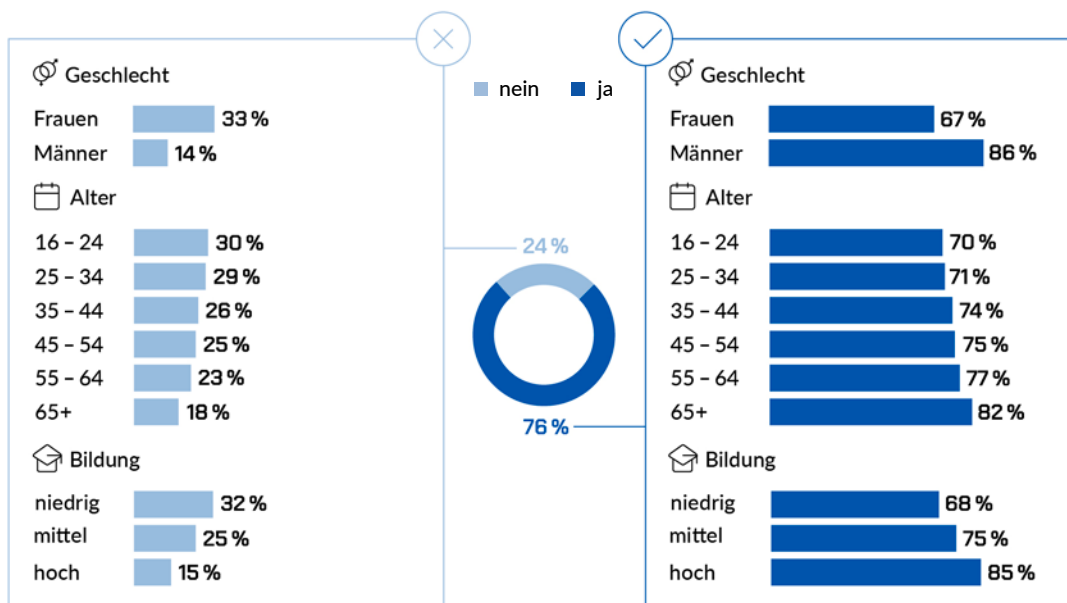 nein
ja
Geschlecht
Frauen 33 %
Männer 14 %
Alter
16 – 24 30 %
25 – 34 29 %
35 – 44 26 %
45 – 54 25 %
55 – 64 23 %
65+ 18 %
Bildung
niedrig 32 %
mittel 25 %
hoch 15 %
24 %
76 %
Geschlecht
Frauen 67 %
Männer 86 %
Alter
16 – 24 70 %
25 – 34 71 %
35 – 44 74 %
45 – 54 75 %
55 – 64 77 %
65+ 82 %
Bildung
niedrig 68 %
mittel 75 %
hoch 85 %